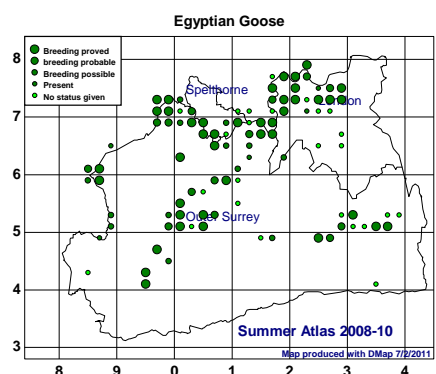 Egyptian Goose
Breeding proved
breeding probable
Breeding possible
Present
No status given
Spelthorne
London
Outer Surrey
Summer Atlas 2008-10
Map produced with DMap 7/2/2011
8
7
6
5
4
3
8 9 0 1 2 3 4